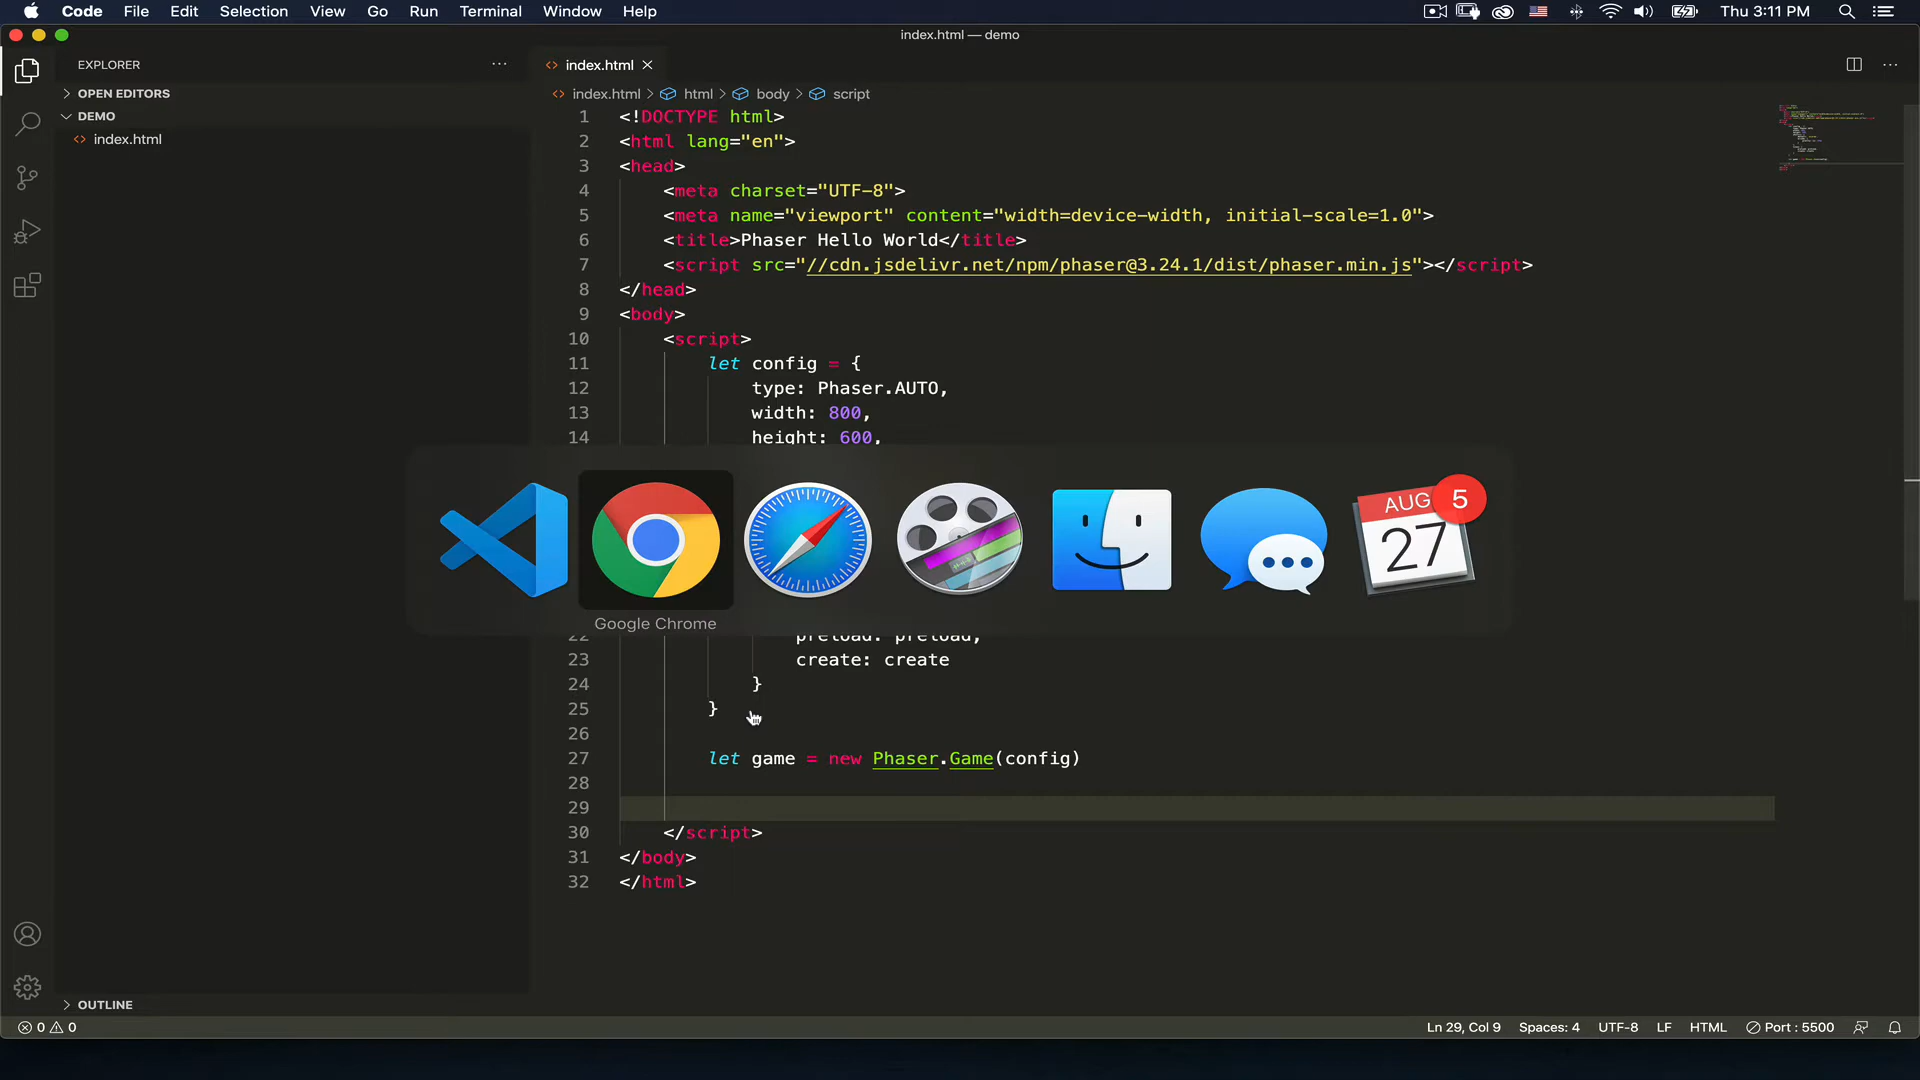 Code File Edit Selection View Go Run Terminal Window Help Thu 3:11 PM
index.html — demo
EXPLORER ···
index.html
OPEN EDITORS
index.html > html > body > script
DEMO
index.html
1 <!DOCTYPE html>
2 <html lang="en">
3 <head>
4 <meta charset="UTF-8">
5 <meta name="viewport" content="width=device-width, initial-scale=1.0">
6 <title>Phaser Hello World</title>
7 <script src="//cdn.jsdelivr.net/npm/phaser@3.24.1/dist/phaser.min.js"></script>
8 </head>
9 <body>
10 <script>
11 let config = {
12 type: Phaser.AUTO,
13 width: 800,
14 height: 600,
AUG 5
27
Google Chrome
22 preload: preload,
23 create: create
24 }
25 }
26
27 let game = new Phaser.Game(config)
28
29
30 </script>
31 </body>
32 </html>
OUTLINE
0 0 Ln 29, Col 9 Spaces: 4 UTF-8 LF HTML Port : 5500